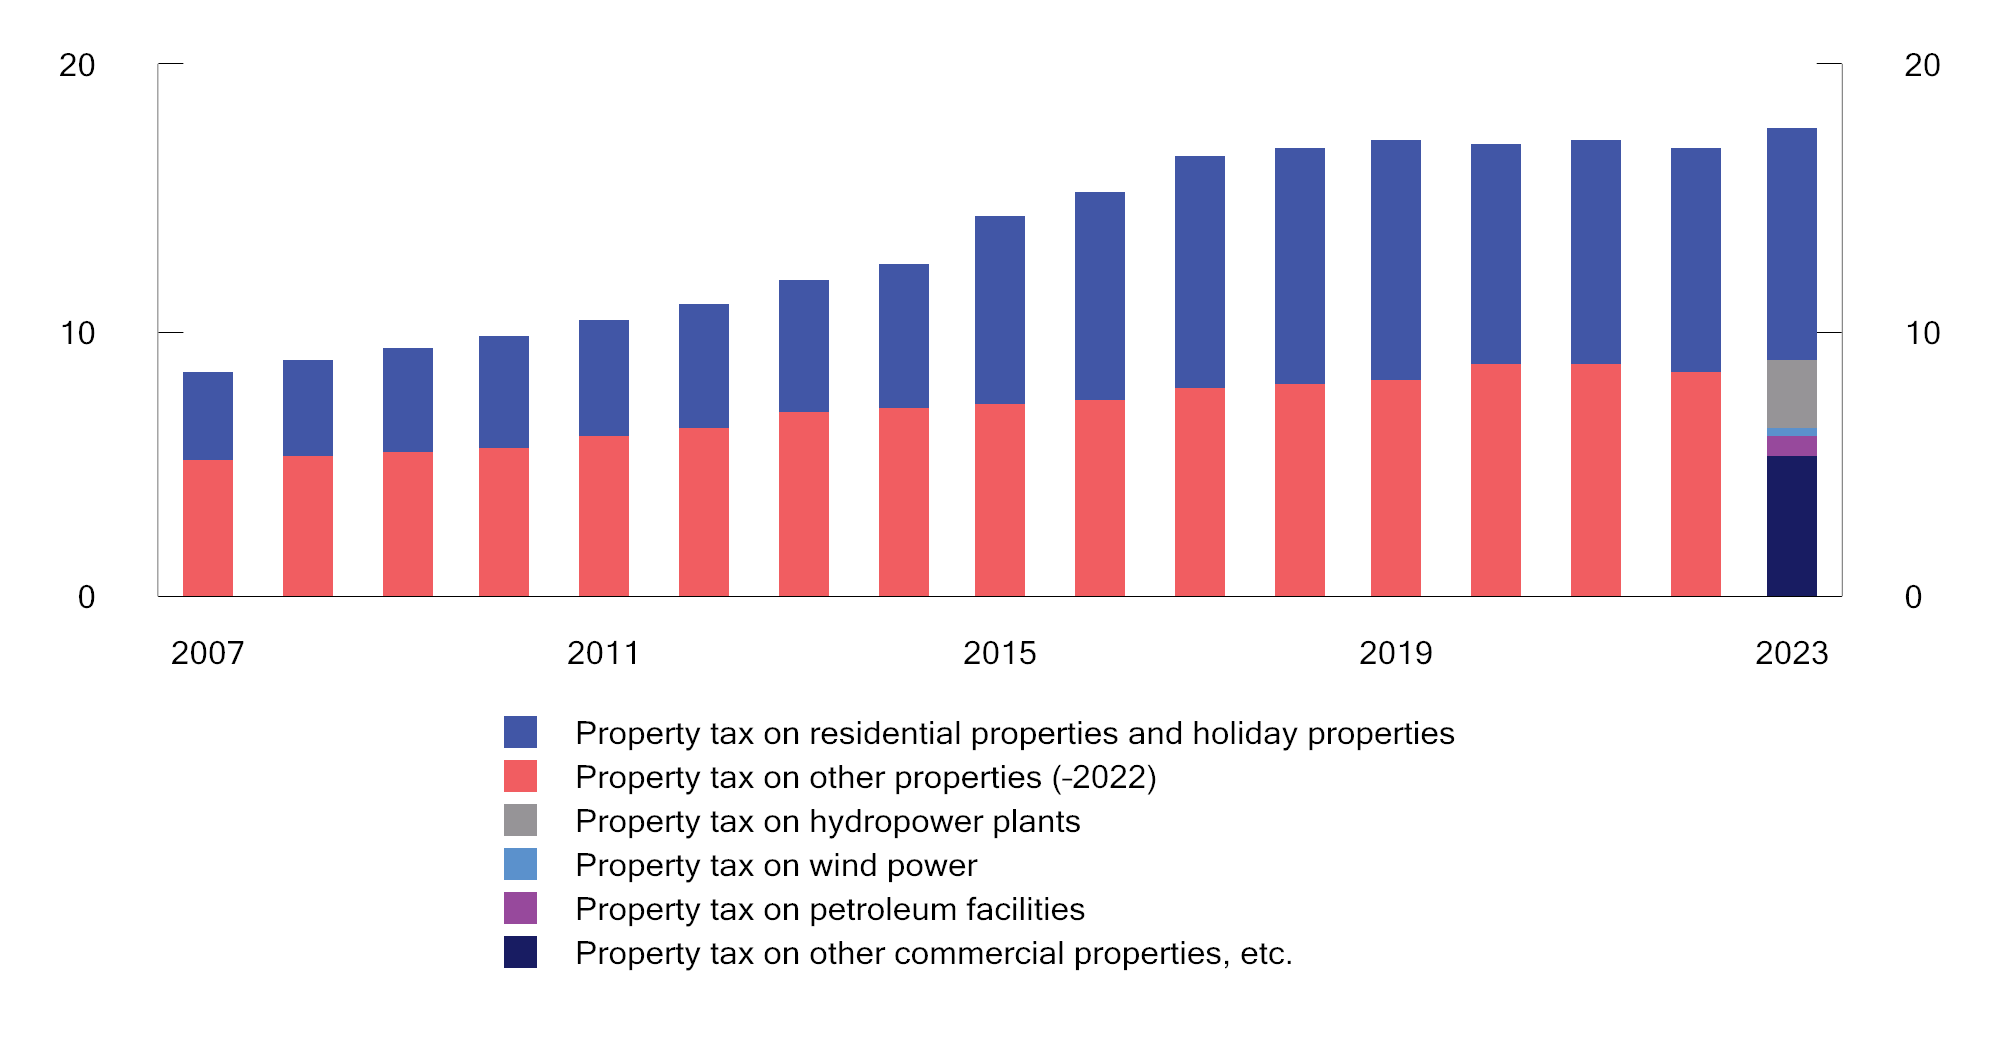 20 20
10 10
0 0
2007 2011 2015 2019 2023
Property tax on residential properties and holiday properties
Property tax on other properties (-2022)
Property tax on hydropower plants
Property tax on wind power
Property tax on petroleum facilities
Property tax on other commercial properties, etc.